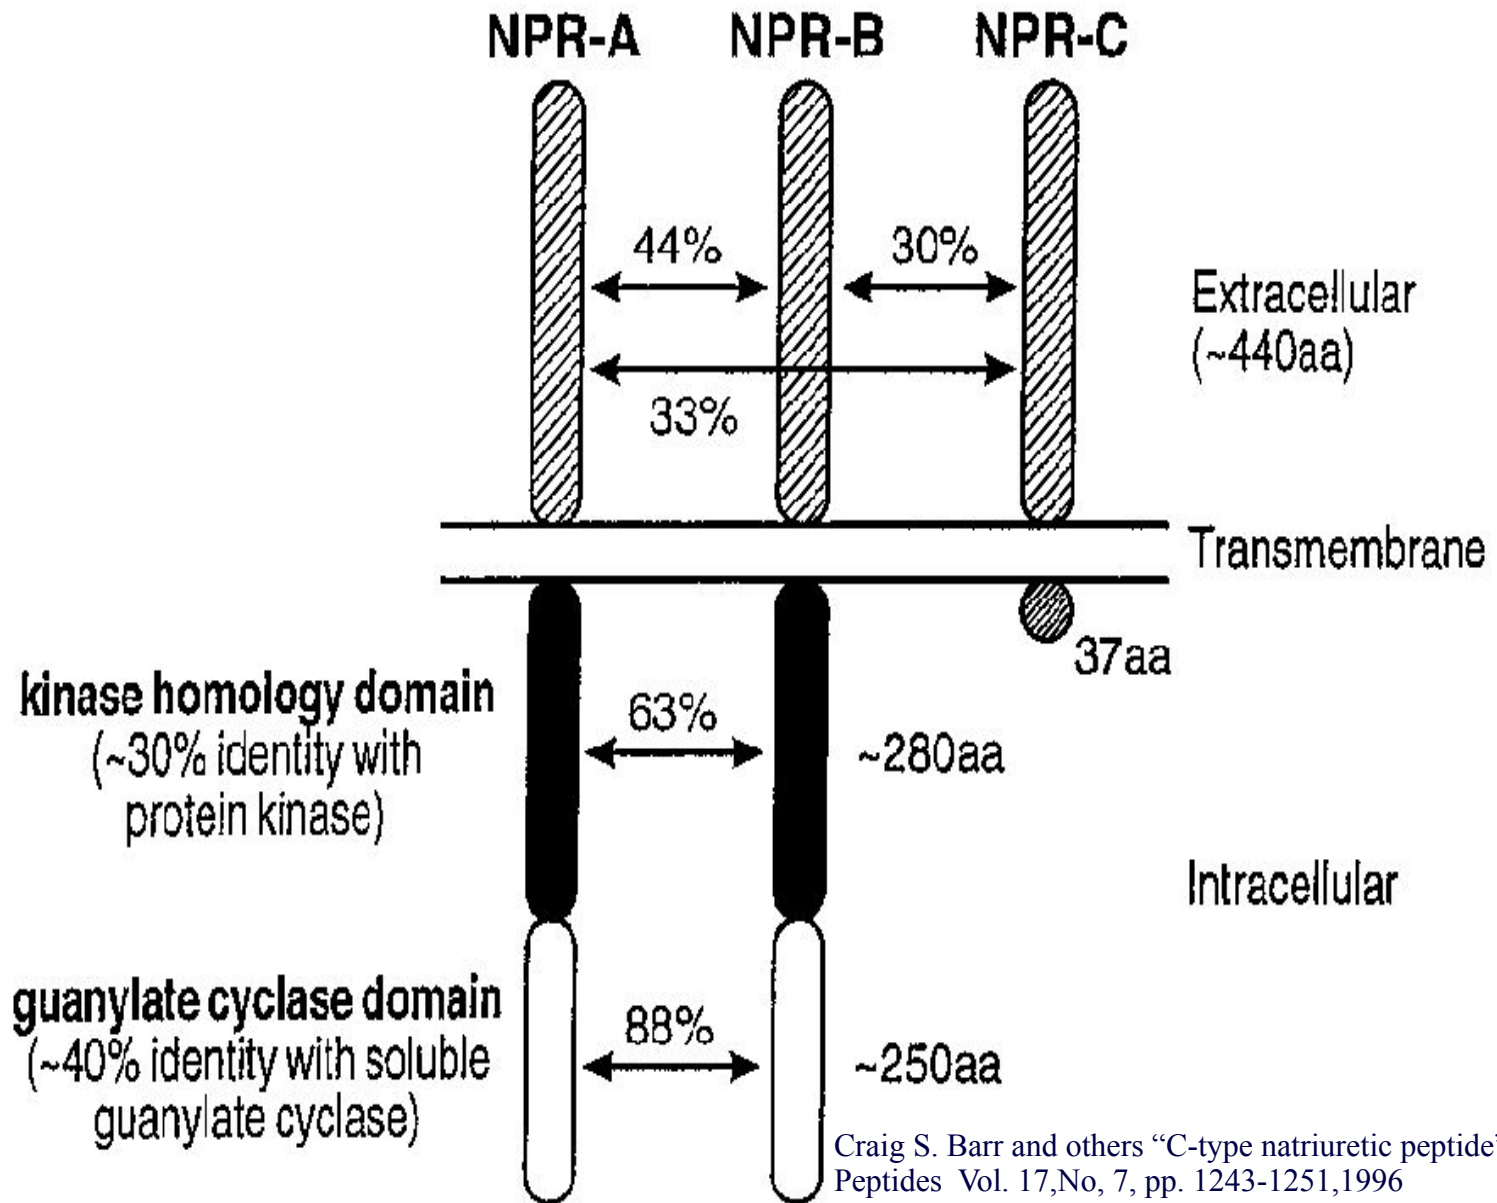 NPR-A NPR-B NPR-C
44% 30%
Extracellular
(~440aa)
33%
Transmembrane
37aa
kinase homology domain
(~30% identity with
protein kinase)
63%
~280aa
Intracellular
guanylate cyclase domain
(~40% identity with soluble
guanylate cyclase)
88%
~250aa
Craig S. Barr and others “C-type natriuretic peptide”
Peptides Vol. 17,No, 7, pp. 1243-1251,1996